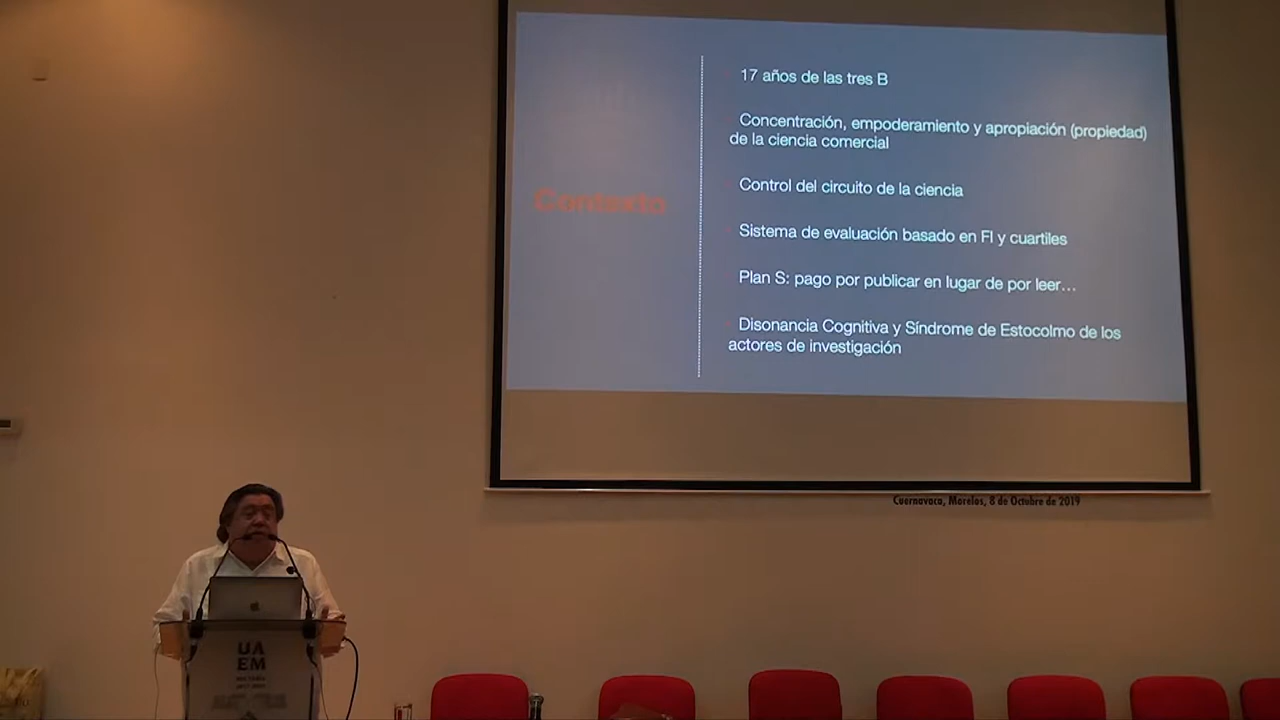 17 años de las tres B
Concentración, empoderamiento y apropiación (propiedad)
de la ciencia comercial
Contexto
Control del circuito de la ciencia
Sistema de evaluación basado en FI y cuartiles
Plan S: pago por publicar en lugar de por leer...
Disonancia Cognitiva y Síndrome de Estocolmo de los
actores de investigación
Cuernavaca, Morelos, 8 de Octubre de 2019
UA
EM